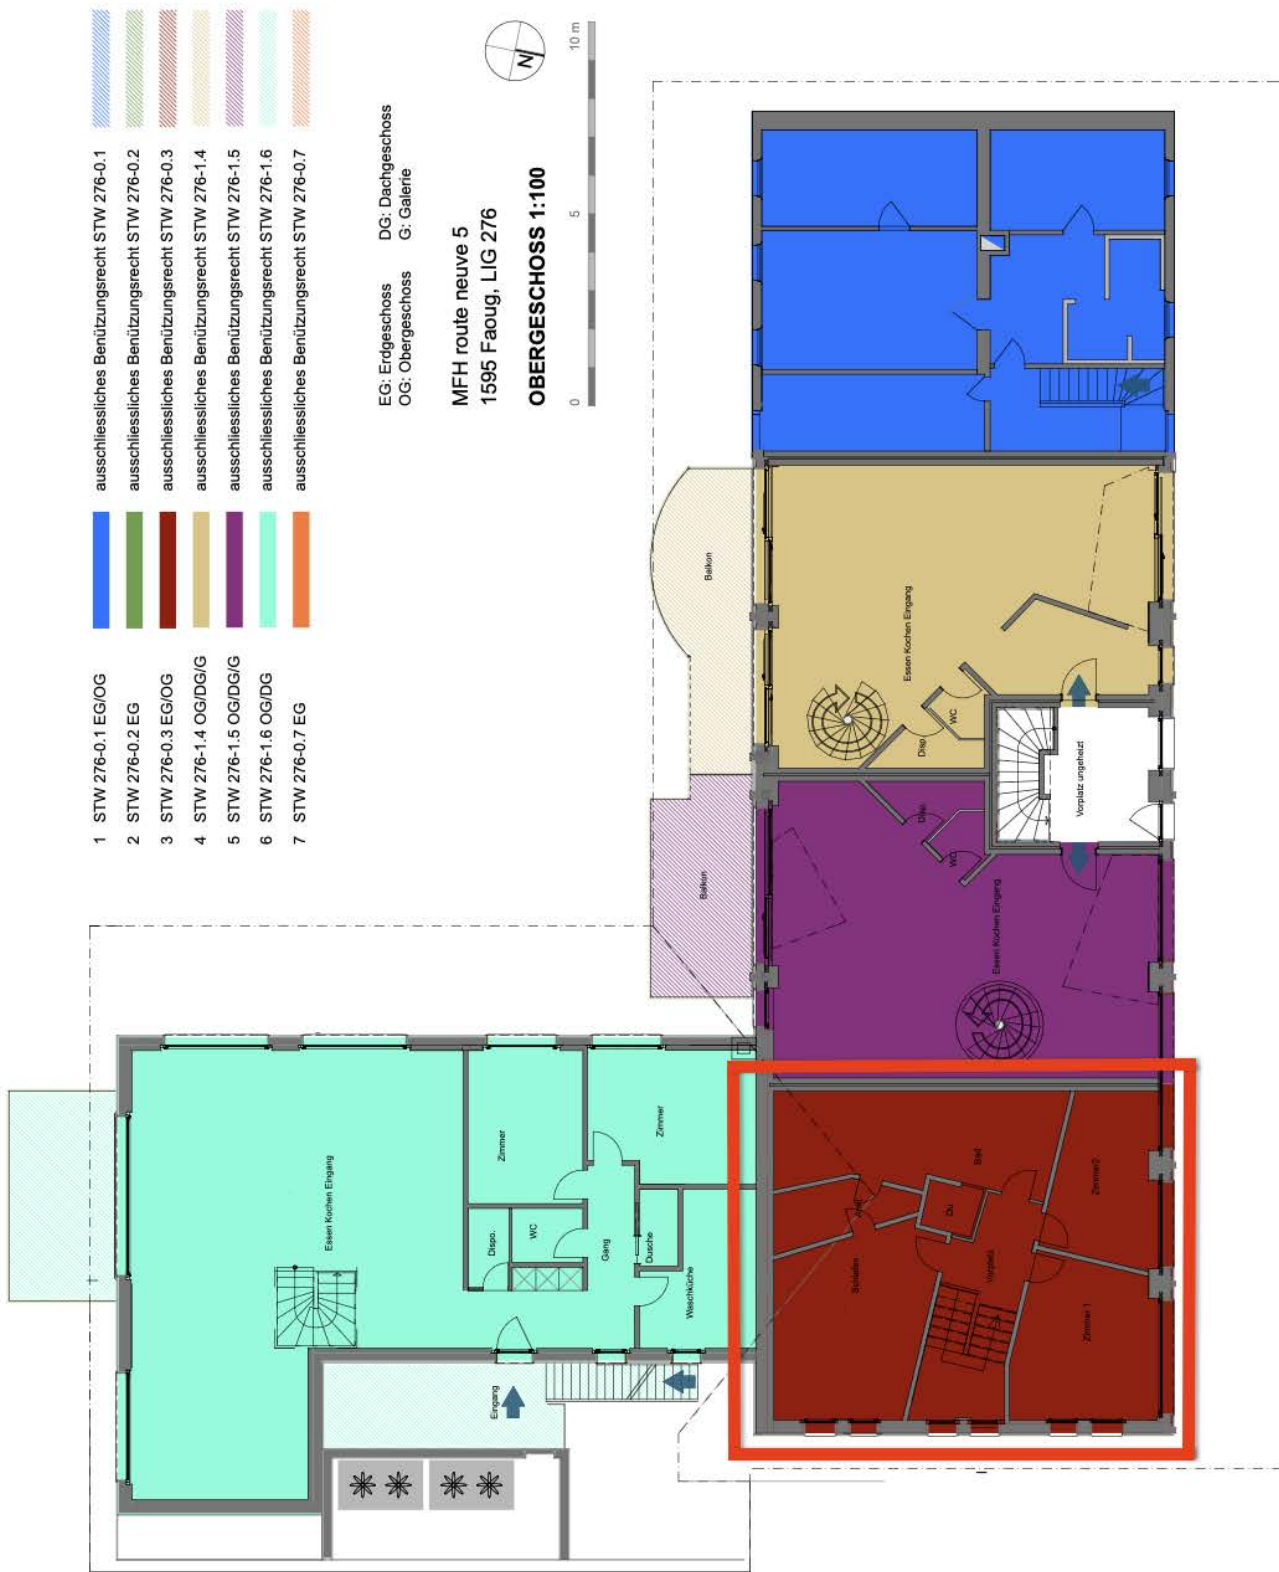 1 STW 276-0.1 EG/OG ausschliessliches Benützungsrecht STW 276-0.1
2 STW 276-0.2 EG ausschliessliches Benützungsrecht STW 276-0.2
3 STW 276-0.3 EG/OG ausschliessliches Benützungsrecht STW 276-0.3
4 STW 276-1.4 OG/DG/G ausschliessliches Benützungsrecht STW 276-1.4
5 STW 276-1.5 OG/DG/G ausschliessliches Benützungsrecht STW 276-1.5
6 STW 276-1.6 OG/DG ausschliessliches Benützungsrecht STW 276-1.6
7 STW 276-0.7 EG ausschliessliches Benützungsrecht STW 276-0.7
EG: Erdgeschoss DG: Dachgeschoss
OG: Obergeschoss G: Galerie
MFH route neuve 5
1595 Faoug, LIG 276
OBERGESCHOSS 1:100
0 5 10 m
N
Balkon
Essen Kochen Eingang
WC
Disp.
Vorplatz ungeheizt
Balkon
Disp.
WC
Essen Kochen Eingang
Essen Kochen Eingang
Zimmer
Zimmer
Dispo.
WC
Gang
Dusche
Waschküche
Eingang
Bad
Zimmer2
Du
Schlafen
Vorplatz
Zimmer 1